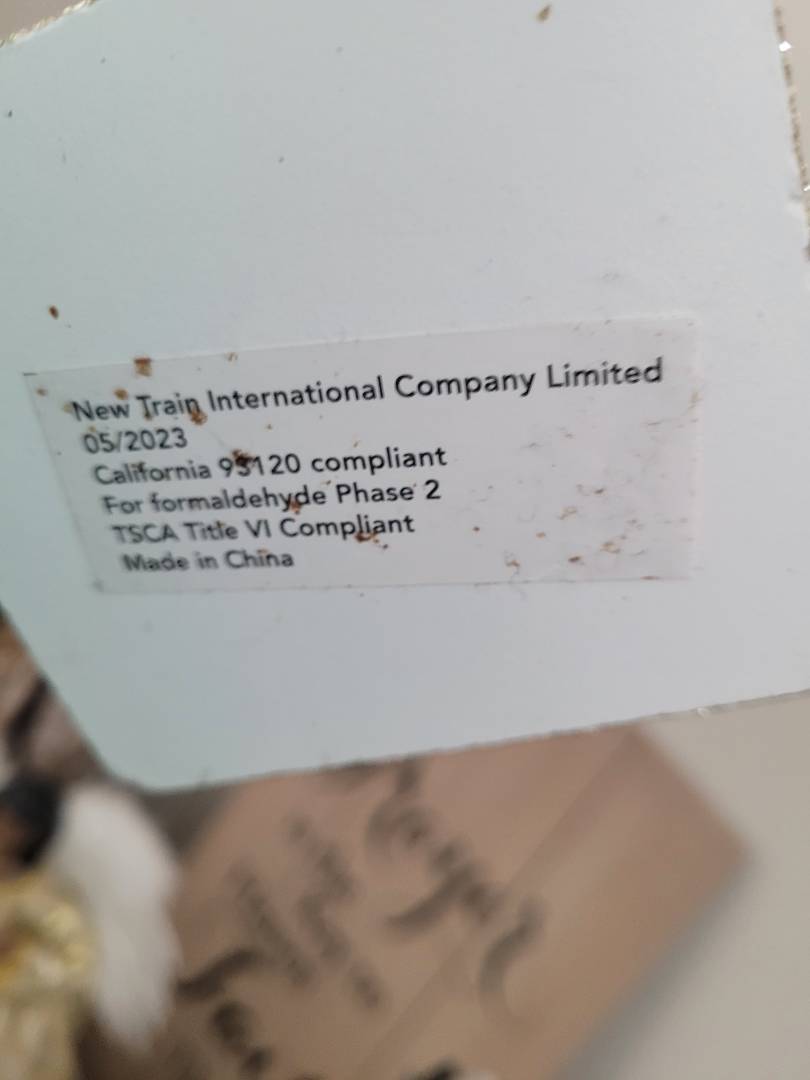 New Train International Company Limited
05/2023
California 93120 compliant
For formaldehyde Phase 2
TSCA Title VI Compliant
Made in China